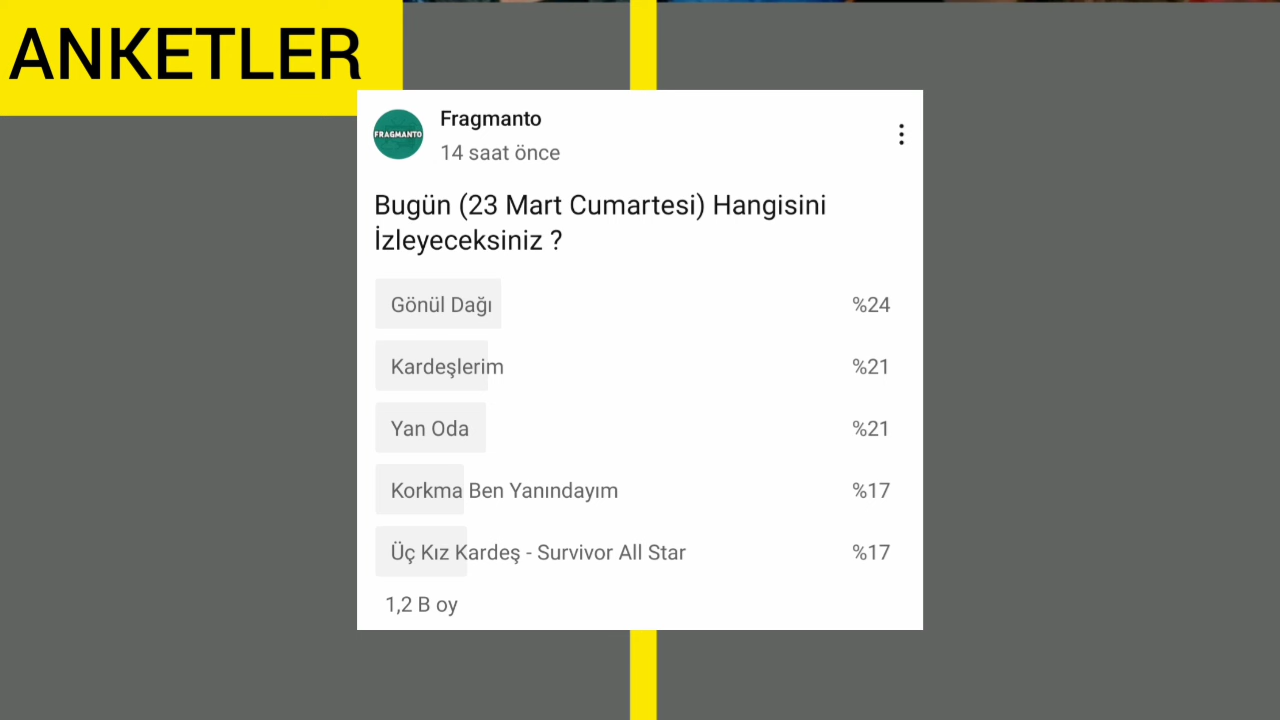 ANKETLER
FRAGMANTO
Fragmanto
14 saat önce
Bugün (23 Mart Cumartesi) Hangisini
İzleyeceksiniz ?
Gönül Dağı %24
Kardeşlerim %21
Yan Oda %21
Korkma Ben Yanındayım %17
Üç Kız Kardeş - Survivor All Star %17
1,2 B oy